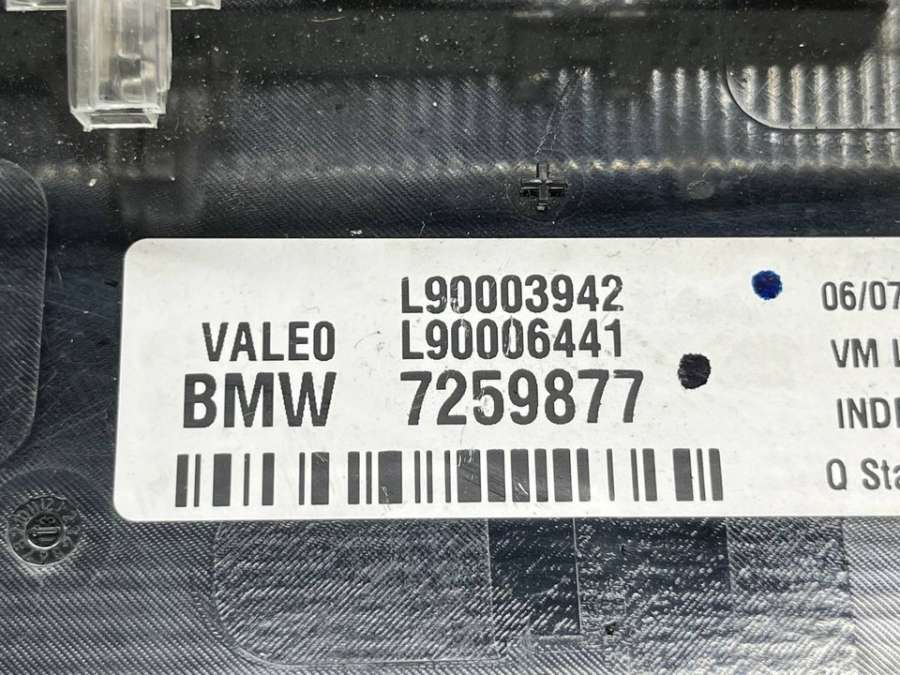 L90003942
VALEO L90006441
BMW 7259877
06/07
VM
Q